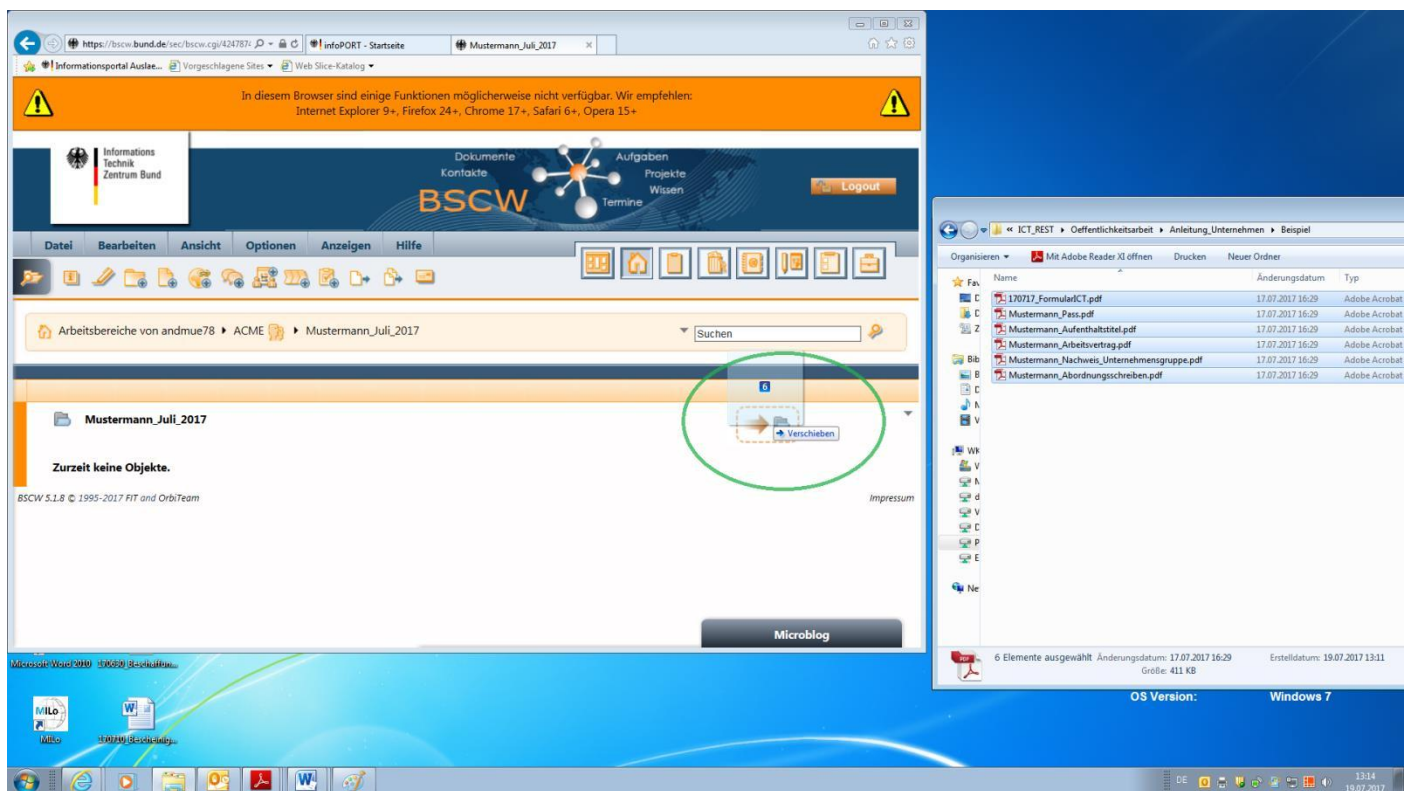 https://bscw.bund.de/sec/bscw.cgi/424787
infoPORT - Startseite
Mustermann_Juli_2017
Informationsportal Auslae...
Vorgeschlagene Sites
Web Slice-Katalog
In diesem Browser sind einige Funktionen möglicherweise nicht verfügbar. Wir empfehlen:
Internet Explorer 9+, Firefox 24+, Chrome 17+, Safari 6+, Opera 15+
Informations
Technik
Zentrum Bund
Dokumente
Kontakte
BSCW
Aufgaben
Projekte
Wissen
Termine
Logout
Datei Bearbeiten Ansicht Optionen Anzeigen Hilfe
Arbeitsbereiche von andmue78 ACME Mustermann_Juli_2017
Suchen
6
Mustermann_Juli_2017
Verschieben
Zurzeit keine Objekte.
BSCW 5.1.8 © 1995-2017 FIT and OrbiTeam
Impressum
Microblog
« ICT_REST Oeffentlichkeitsarbeit Anleitung_Unternehmen Beispiel
Organisieren Mit Adobe Reader XI öffnen Drucken Neuer Ordner
Name Änderungsdatum Typ
170717_FormularICT.pdf 17.07.2017 16:29 Adobe Acrobat
Mustermann_Pass.pdf 17.07.2017 16:29 Adobe Acrobat
Mustermann_Aufenthaltstitel.pdf 17.07.2017 16:29 Adobe Acrobat
Mustermann_Arbeitsvertrag.pdf 17.07.2017 16:29 Adobe Acrobat
Mustermann_Nachweis_Unternehmensgruppe.pdf 17.07.2017 16:29 Adobe Acrobat
Mustermann_Abordnungsschreiben.pdf 17.07.2017 16:29 Adobe Acrobat
Fav
Bib
Ne
6 Elemente ausgewählt Änderungsdatum: 17.07.2017 16:29 Erstelldatum: 19.07.2017 13:11
Größe: 411 KB
OS Version: Windows 7
Microsoft Word 2010
MiLo
MiLo
DE
13:14
19.07.2017